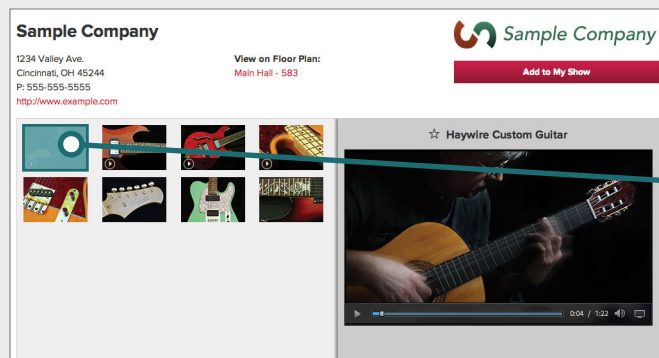 Sample Company
Sample Company
1234 Valley Ave.
Cincinnati, OH 45244
P: 555-555-5555
http://www.example.com
View on Floor Plan:
Main Hall - 583
Add to My Show
☆ Haywire Custom Guitar
0:04 / 1:22